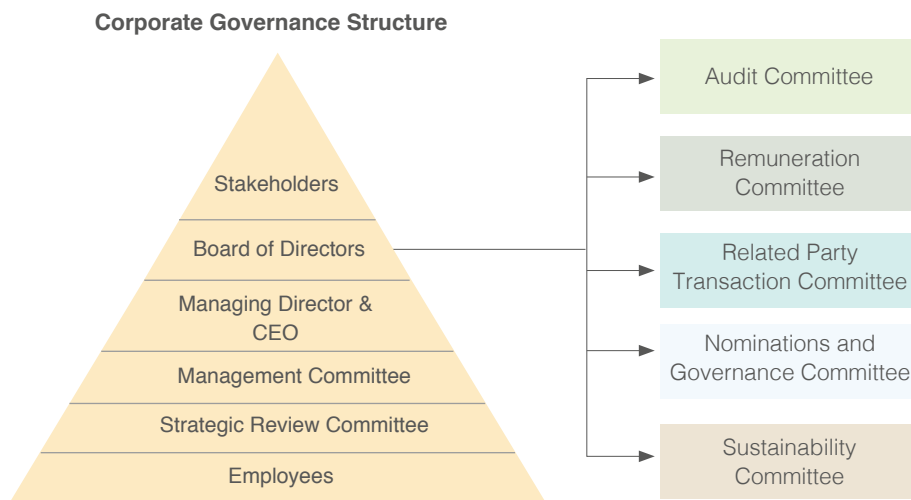 Corporate Governance Structure
Stakeholders
Board of Directors
Managing Director &
CEO
Management Committee
Strategic Review Committee
Employees
Audit Committee
Remuneration
Committee
Related Party
Transaction Committee
Nominations and
Governance Committee
Sustainability
Committee